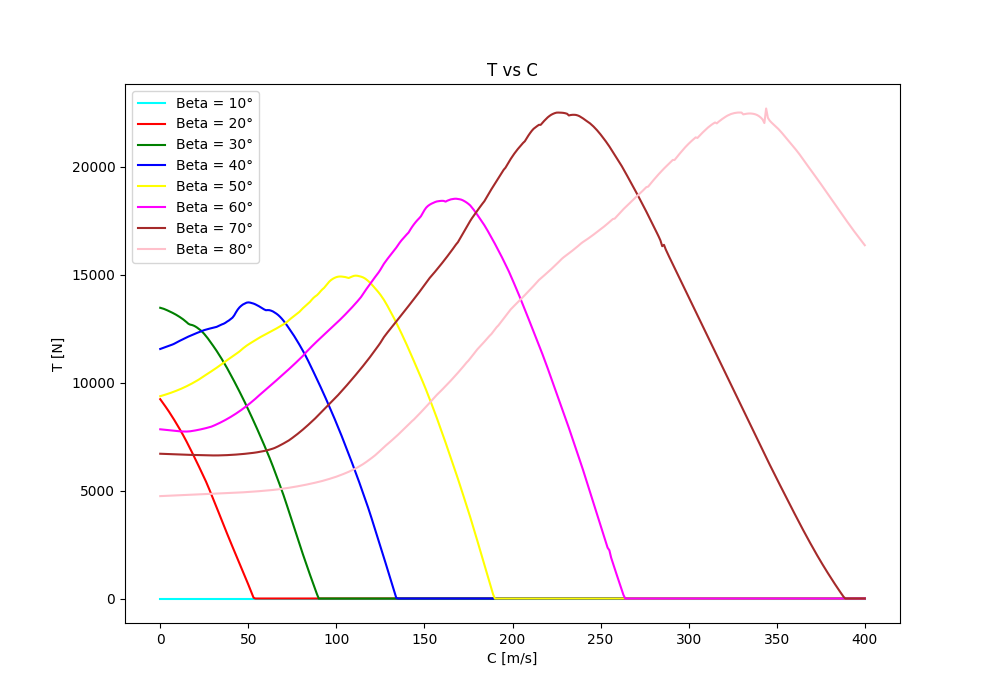 T vs C
Beta = 10°
Beta = 20°
Beta = 30°
Beta = 40°
Beta = 50°
Beta = 60°
Beta = 70°
Beta = 80°
T [N]
20000
15000
10000
5000
0
0 50 100 150 200 250 300 350 400
C [m/s]